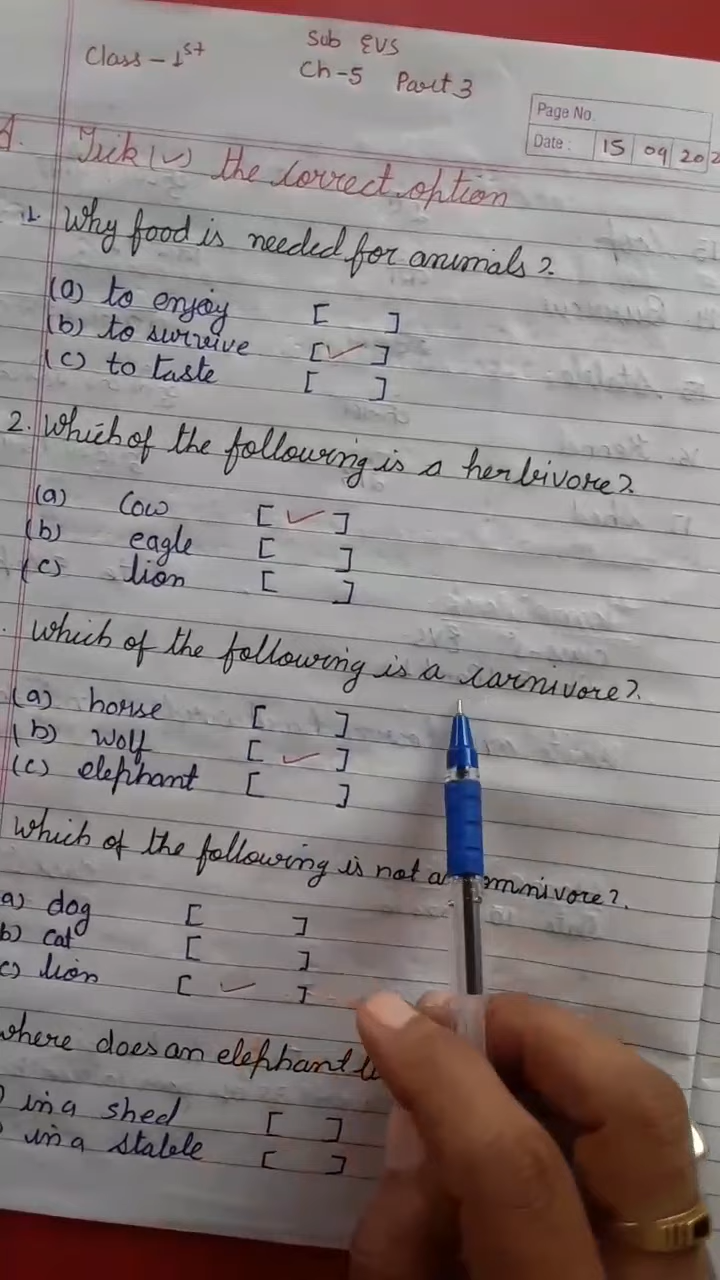 Sub EVS
Class - 1st
Ch-5 Part 3
Page No.
Date: 15 09 202
A. Tick (✓) the correct option
1. Why food is needed for animals?
(a) to enjoy [ ]
(b) to survive [✓]
(c) to taste [ ]
2. Which of the following is a herbivore?
(a) Cow [✓]
(b) eagle [ ]
(c) lion [ ]
. Which of the following is a carnivore?
(a) horse [ ]
(b) wolf [✓]
(c) elephant [ ]
Which of the following is not a omnivore?
a) dog [ ]
b) cat [ ]
c) lion [✓]
where does an elephant
) in a shed [ ]
) in a stable [ ]